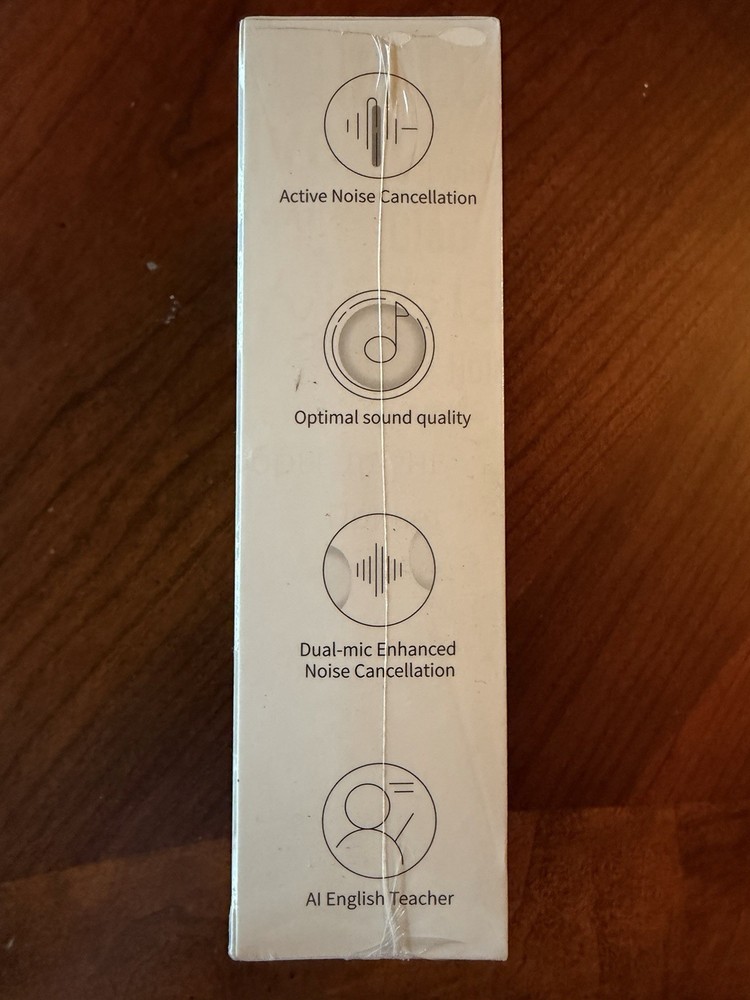 Active Noise Cancellation
Optimal sound quality
Dual-mic Enhanced
Noise Cancellation
AI English Teacher